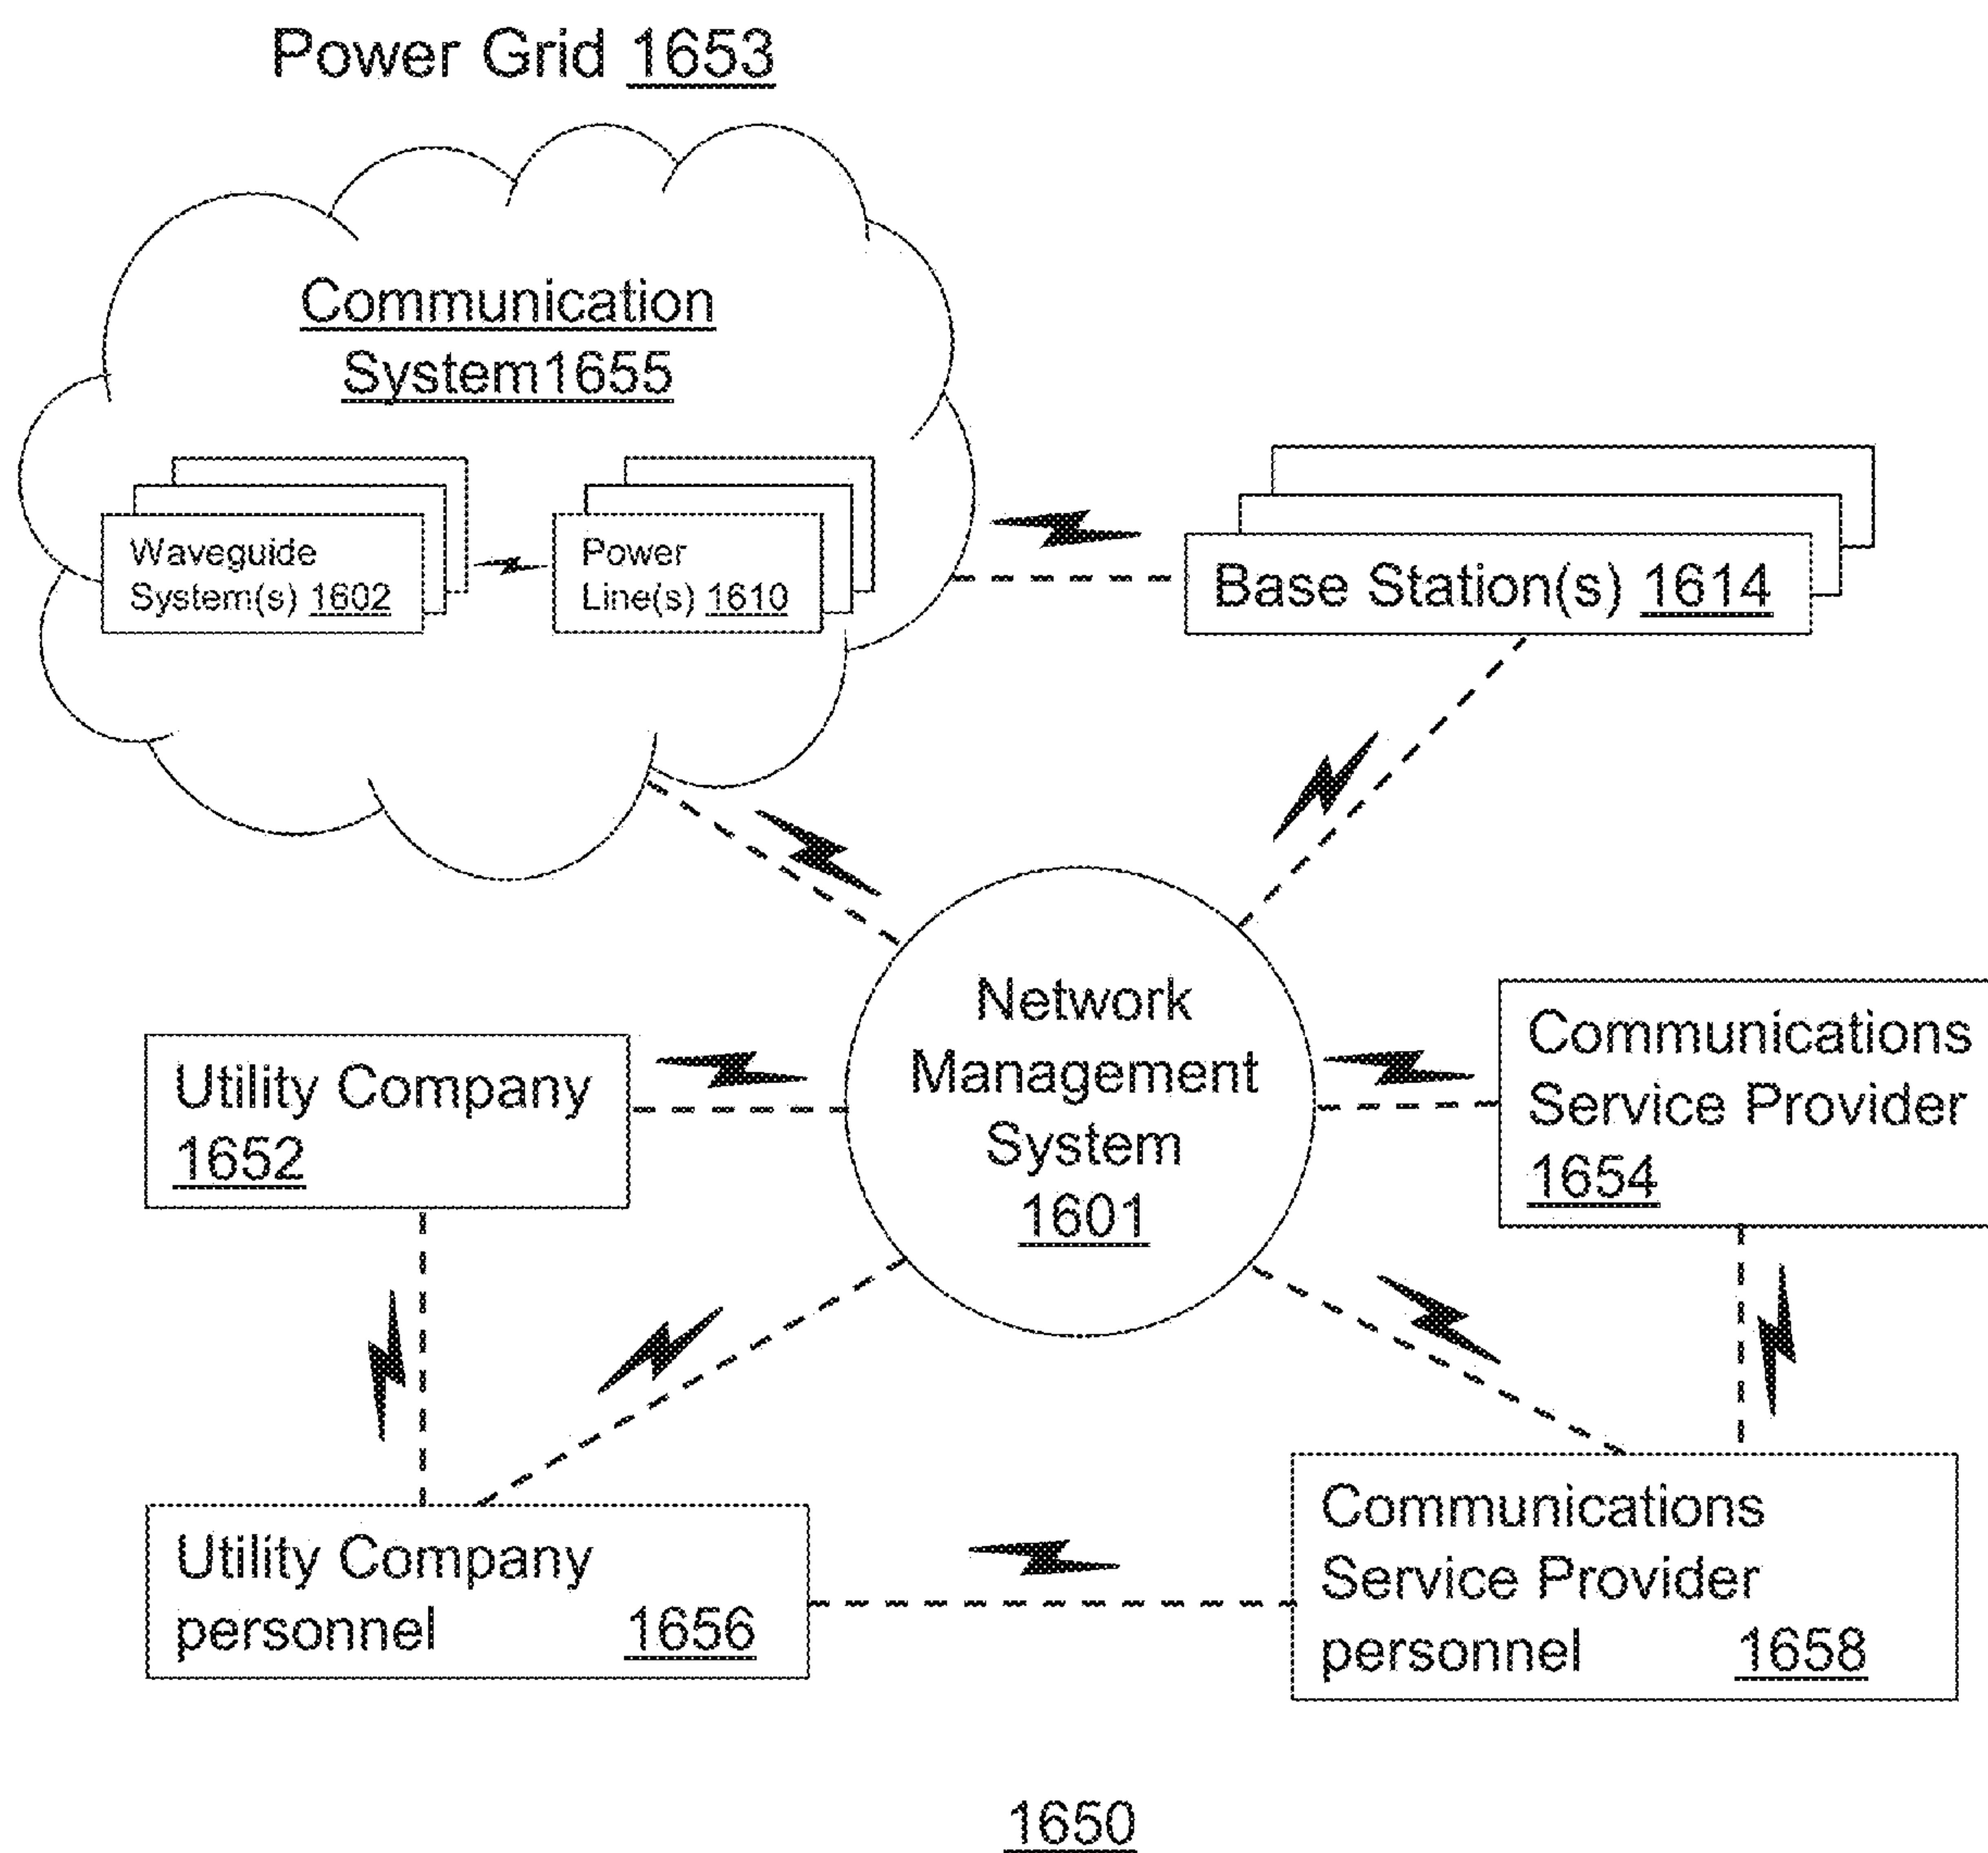 Power Grid 1653
Communication
System1655
Waveguide
System(s) 1602
Power
Line(s) 1610
Base Station(s) 1614
Network
Management
System
1601
Utility Company
1652
Communications
Service Provider
1654
Utility Company
personnel 1656
Communications
Service Provider
personnel 1658
1650